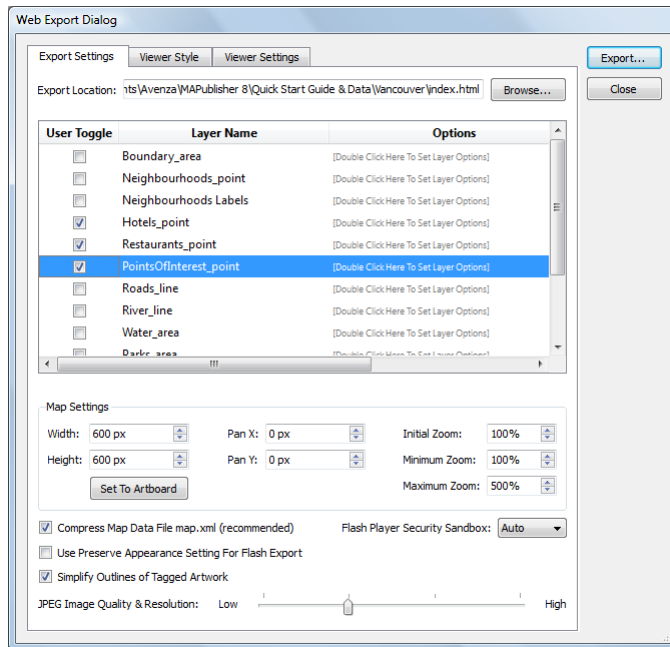 Web Export Dialog
Export Settings Viewer Style Viewer Settings
Export...
Close
Export Location: nts\Avenza\MAPublisher 8\Quick Start Guide & Data\Vancouver\index.html Browse...
User Toggle Layer Name Options
Boundary_area [Double Click Here To Set Layer Options]
Neighbourhoods_point [Double Click Here To Set Layer Options]
Neighbourhoods Labels [Double Click Here To Set Layer Options]
Hotels_point [Double Click Here To Set Layer Options]
Restaurants_point [Double Click Here To Set Layer Options]
PointsOfInterest_point [Double Click Here To Set Layer Options]
Roads_line [Double Click Here To Set Layer Options]
River_line [Double Click Here To Set Layer Options]
Water_area [Double Click Here To Set Layer Options]
Parks_area [Double Click Here To Set Layer Options]
Map Settings
Width: 600 px Pan X: 0 px Initial Zoom: 100%
Height: 600 px Pan Y: 0 px Minimum Zoom: 100%
Set To Artboard Maximum Zoom: 500%
Compress Map Data File map.xml (recommended) Flash Player Security Sandbox: Auto
Use Preserve Appearance Setting For Flash Export
Simplify Outlines of Tagged Artwork
JPEG Image Quality & Resolution: Low High